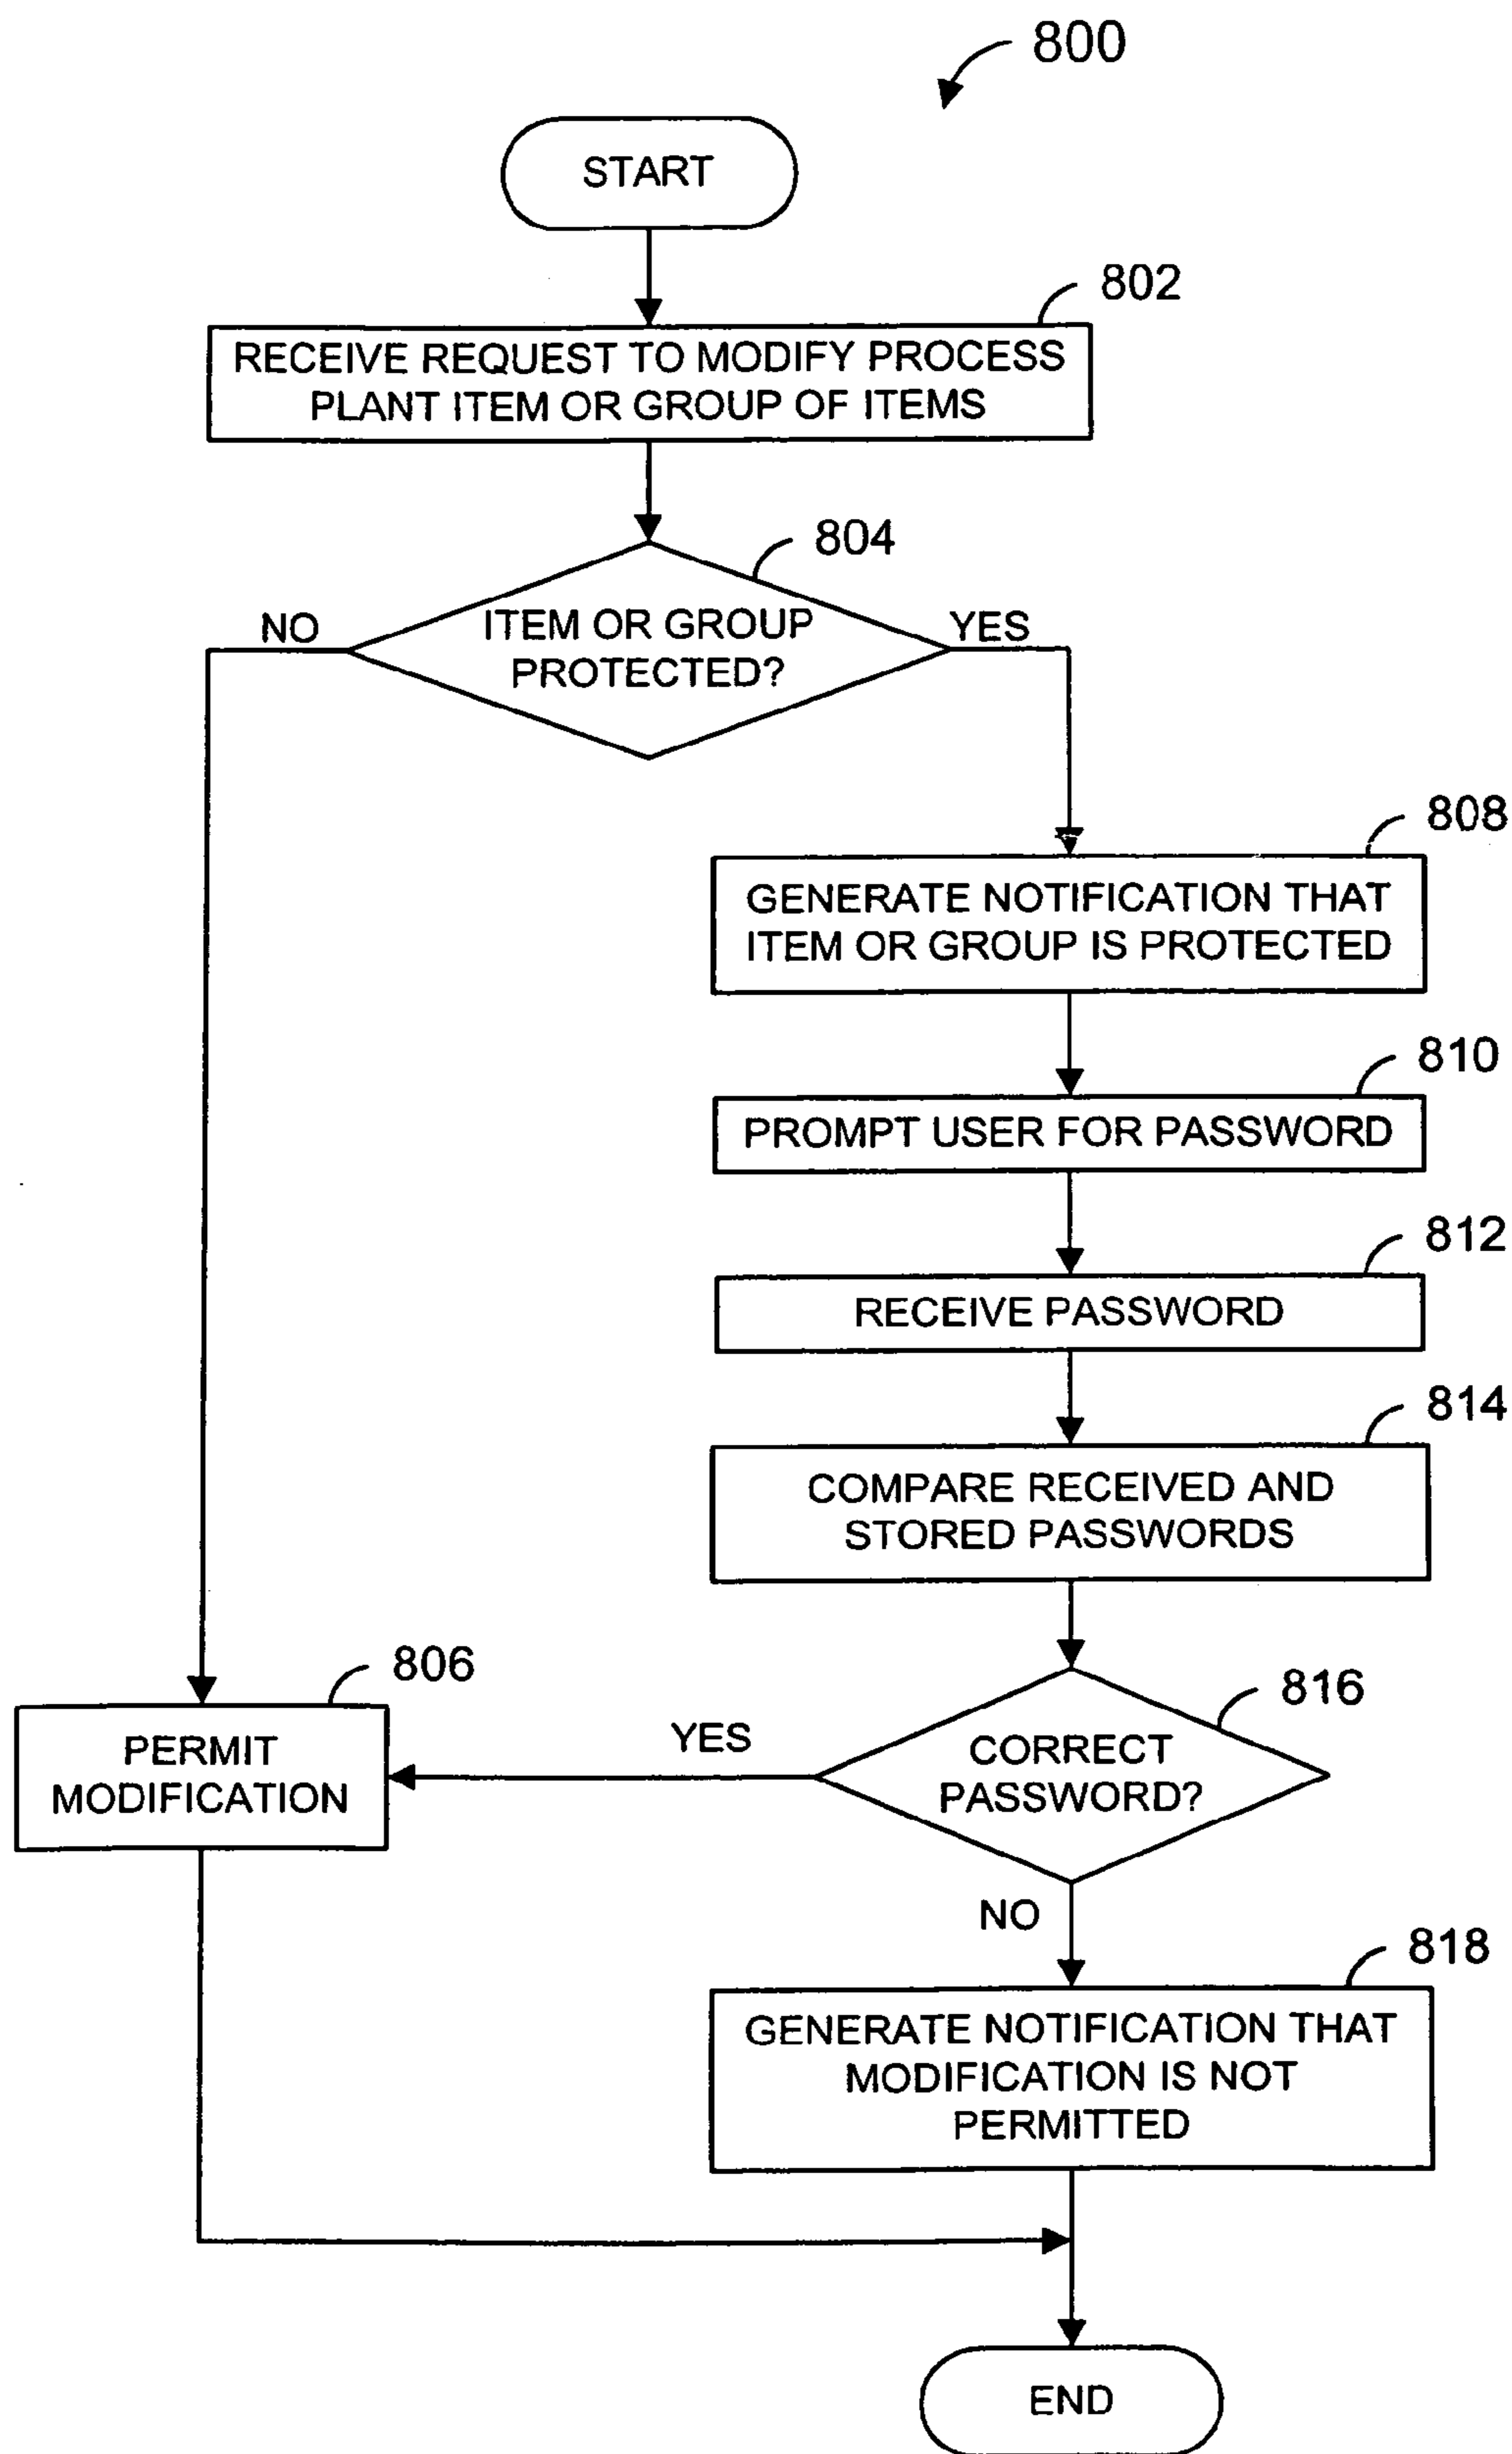 800
START
802
RECEIVE REQUEST TO MODIFY PROCESS
PLANT ITEM OR GROUP OF ITEMS
804
NO
ITEM OR GROUP
PROTECTED?
YES
808
GENERATE NOTIFICATION THAT
ITEM OR GROUP IS PROTECTED
810
PROMPT USER FOR PASSWORD
812
RECEIVE PASSWORD
814
COMPARE RECEIVED AND
STORED PASSWORDS
806
PERMIT
MODIFICATION
YES
816
CORRECT
PASSWORD?
NO
818
GENERATE NOTIFICATION THAT
MODIFICATION IS NOT
PERMITTED
END